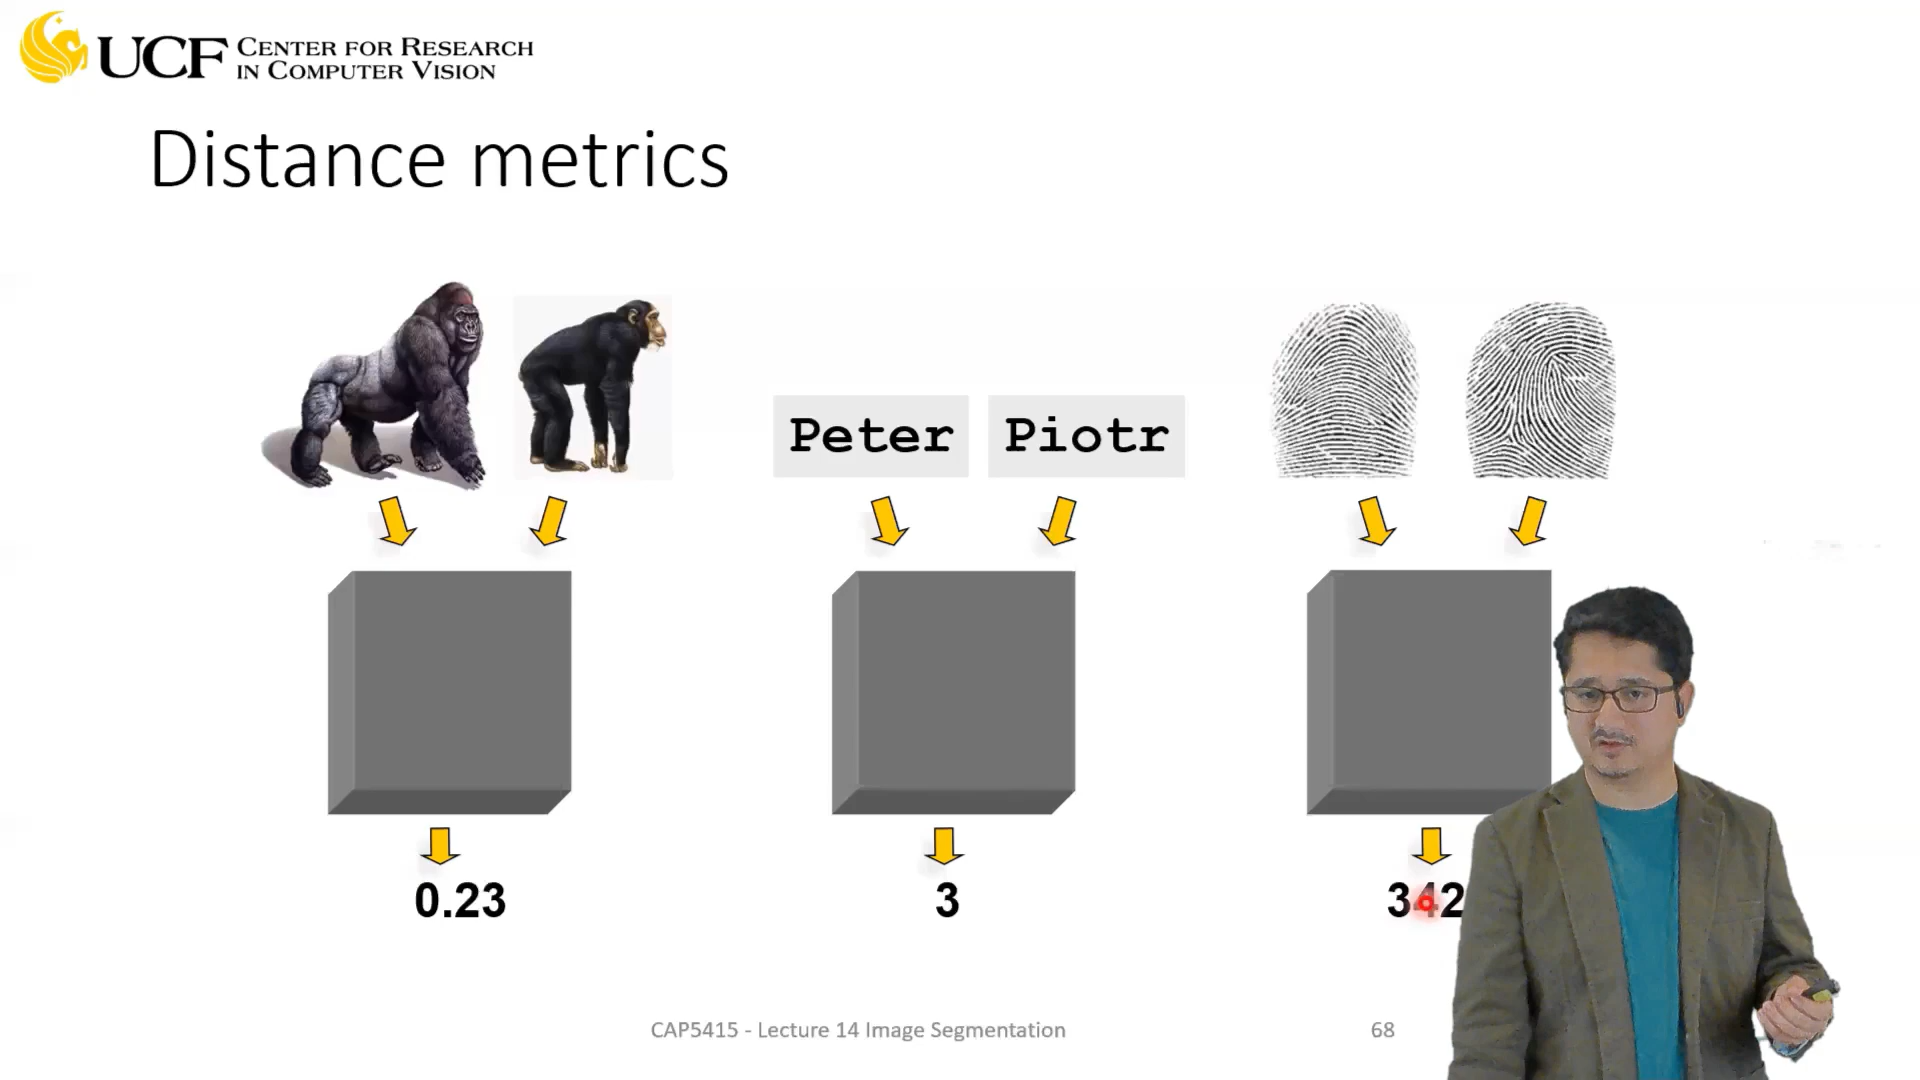 UCF CENTER FOR RESEARCH
IN COMPUTER VISION
Distance metrics
Peter Piotr
0.23 3 342
CAP5415 - Lecture 14 Image Segmentation 68